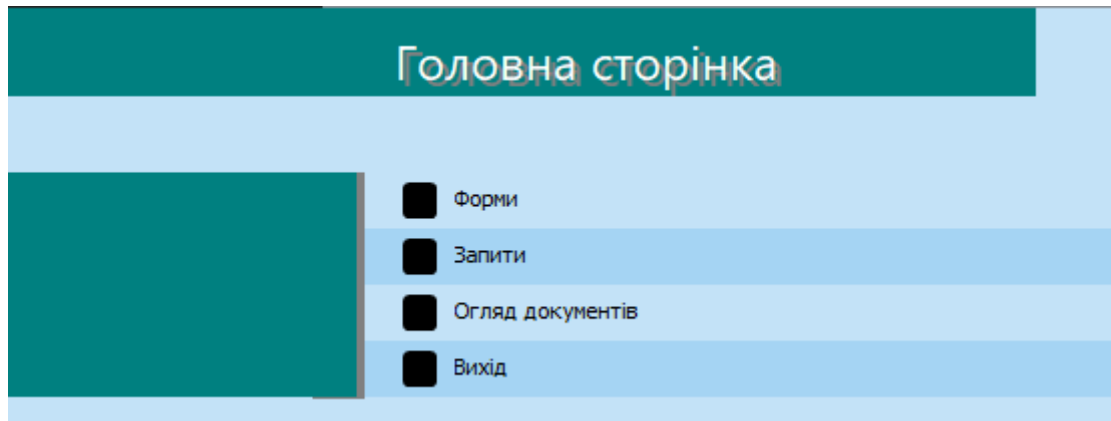 Головна сторінка
Форми
Запити
Огляд документів
Вихід